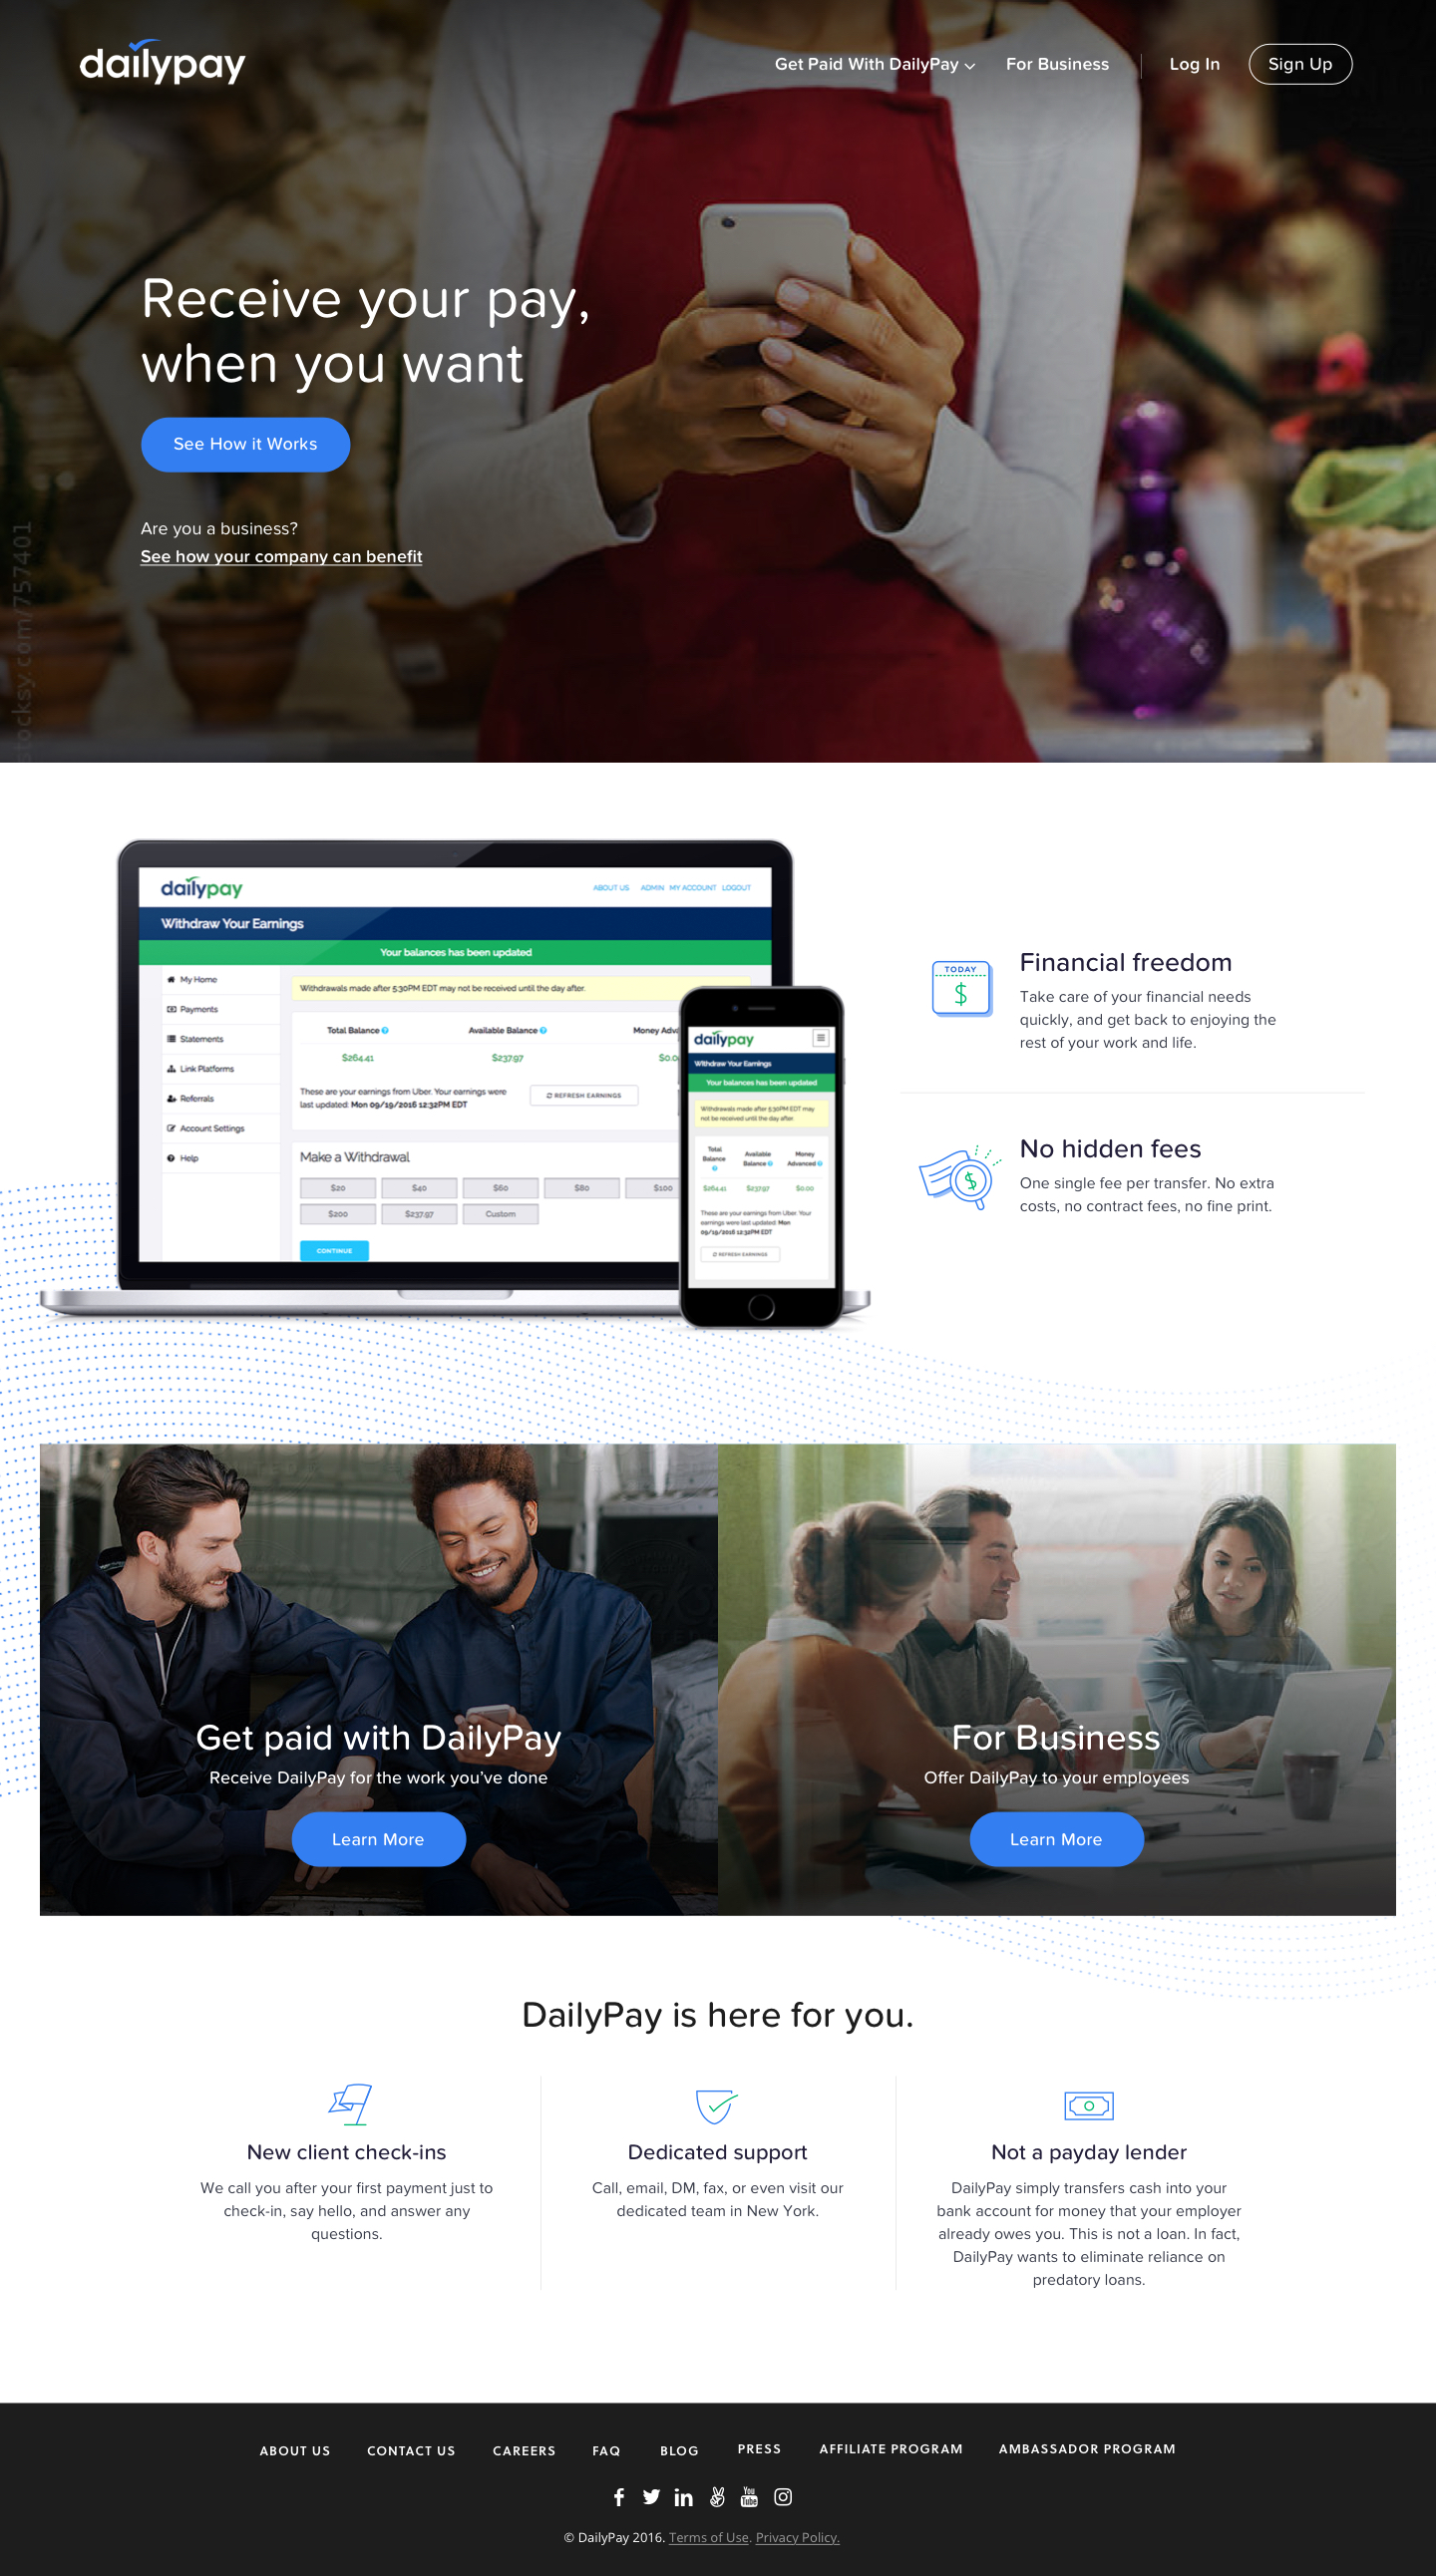 dailypay
Get Paid With DailyPay
For Business
Log In
Sign Up
Receive your pay,
when you want
See How it Works
Are you a business?
See how your company can benefit
stocksy.com/757401
dailypay
ABOUT US ADMIN MY ACCOUNT LOGOUT
Withdraw Your Earnings
Your balances has been updated
My Home
Payments
Statements
Link Platforms
Referrals
Account Settings
Help
Withdrawals made after 5:30PM EDT may not be received until the day after.
Total Balance Available Balance Money Advan
$264.41 $237.97 $0.0
These are your earnings from Uber. Your earnings were
last updated: Mon 09/19/2016 12:32PM EDT
REFRESH EARNINGS
Make a Withdrawal
$20 $40 $60 $80 $100
$200 $237.97 Custom
CONTINUE
dailypay
Withdraw Your Earnings
Your balances has been updated
Withdrawals made after 5:30PM EDT may
not be received until the day after.
Total
Balance
Available
Balance
Money
Advanced
$264.41 $237.97 $0.00
These are your earnings from Uber. Your
earnings were last updated: Mon
09/19/2016 12:32PM EDT
REFRESH EARNINGS
TODAY
$
Financial freedom
Take care of your financial needs
quickly, and get back to enjoying the
rest of your work and life.
$
No hidden fees
One single fee per transfer. No extra
costs, no contract fees, no fine print.
Get paid with DailyPay
Receive DailyPay for the work you've done
Learn More
For Business
Offer DailyPay to your employees
Learn More
DailyPay is here for you.
New client check-ins
We call you after your first payment just to
check-in, say hello, and answer any
questions.
Dedicated support
Call, email, DM, fax, or even visit our
dedicated team in New York.
Not a payday lender
DailyPay simply transfers cash into your
bank account for money that your employer
already owes you. This is not a loan. In fact,
DailyPay wants to eliminate reliance on
predatory loans.
ABOUT US CONTACT US CAREERS FAQ BLOG PRESS AFFILIATE PROGRAM AMBASSADOR PROGRAM
f in You Tube
© DailyPay 2016. Terms of Use. Privacy Policy.